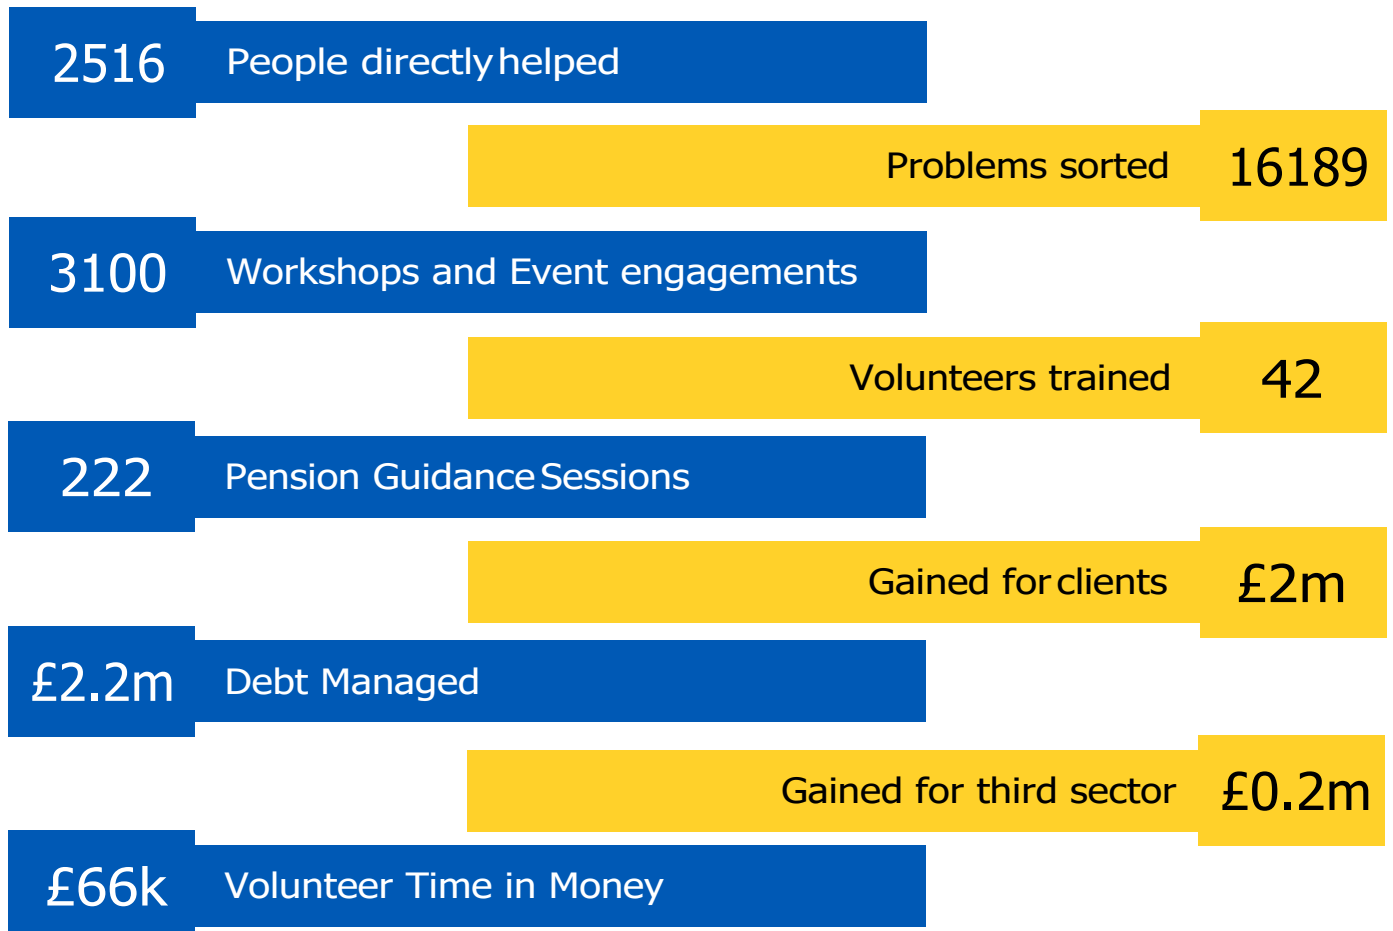 2516 People directly helped
Problems sorted 16189
3100 Workshops and Event engagements
Volunteers trained 42
222 Pension Guidance Sessions
Gained for clients £2m
£2.2m Debt Managed
Gained for third sector £0.2m
£66k Volunteer Time in Money